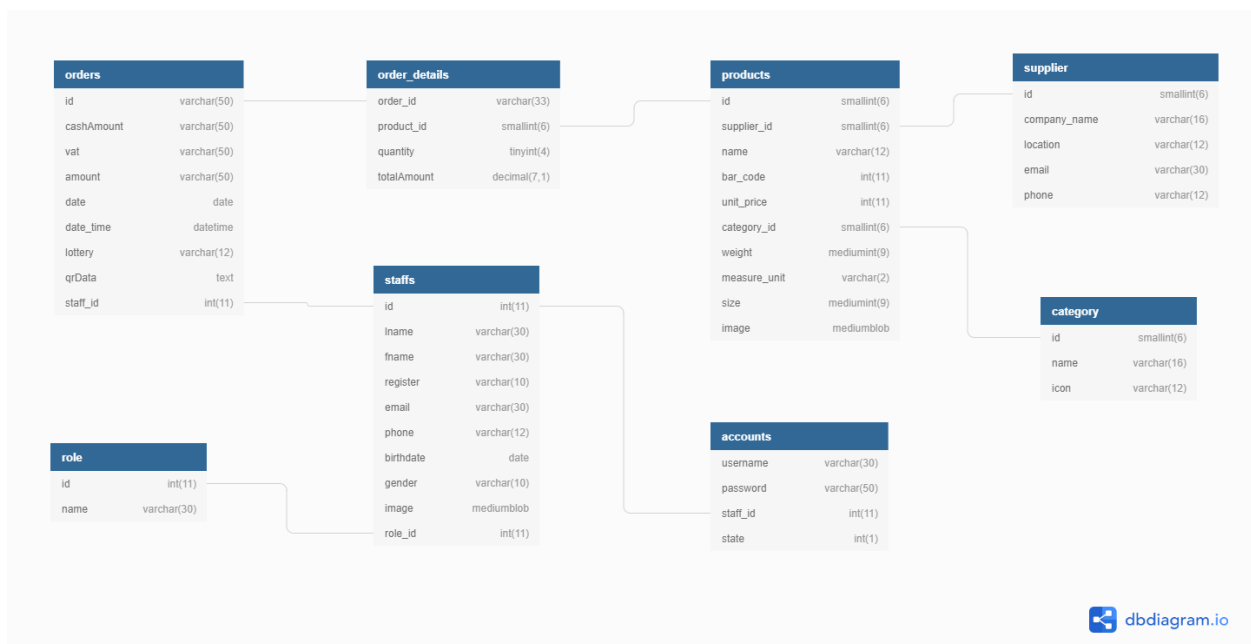 orders
id varchar(50)
cashAmount varchar(50)
vat varchar(50)
amount varchar(50)
date date
date_time datetime
lottery varchar(12)
qrData text
staff_id int(11)
order_details
order_id varchar(33)
product_id smallint(6)
quantity tinyint(4)
totalAmount decimal(7,1)
products
id smallint(6)
supplier_id smallint(6)
name varchar(12)
bar_code int(11)
unit_price int(11)
category_id smallint(6)
weight mediumint(9)
measure_unit varchar(2)
size mediumint(9)
image mediumblob
supplier
id smallint(6)
company_name varchar(16)
location varchar(12)
email varchar(30)
phone varchar(12)
staffs
id int(11)
lname varchar(30)
fname varchar(30)
register varchar(10)
email varchar(30)
phone varchar(12)
birthdate date
gender varchar(10)
image mediumblob
role_id int(11)
category
id smallint(6)
name varchar(16)
icon varchar(12)
role
id int(11)
name varchar(30)
accounts
username varchar(30)
password varchar(50)
staff_id int(11)
state int(1)
dbdiagram.io